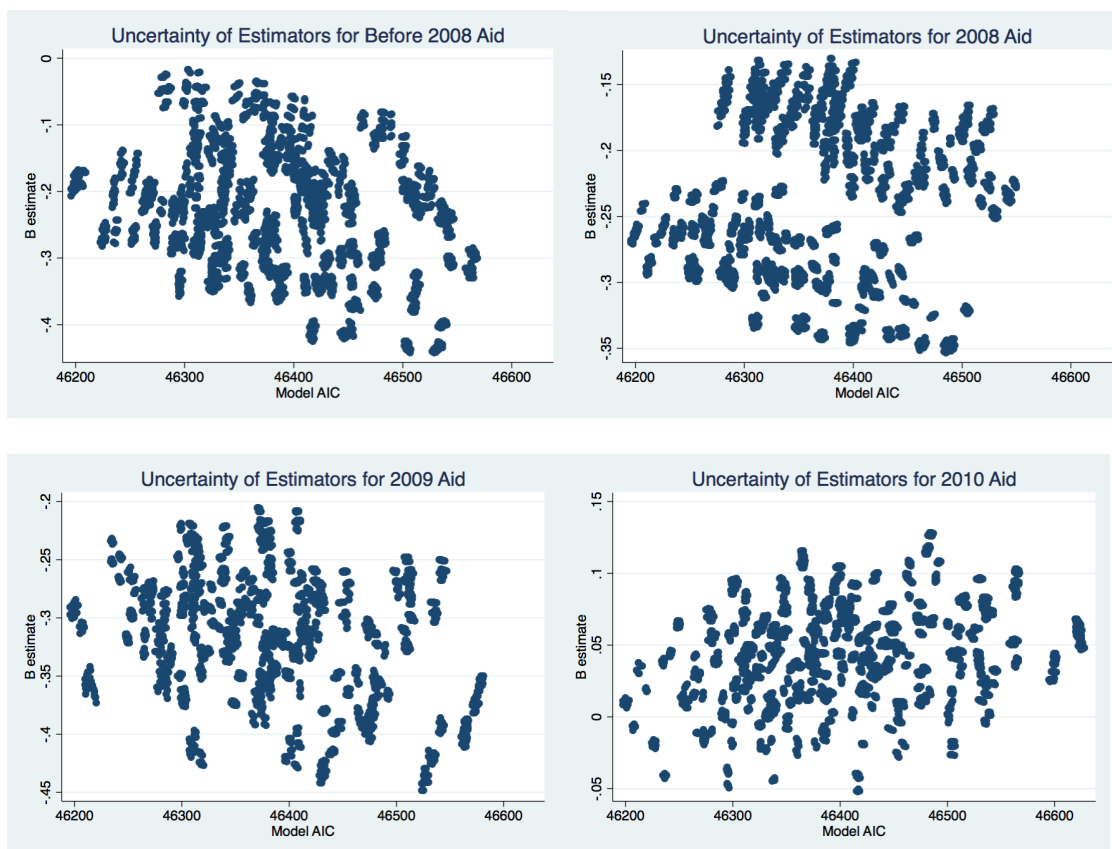 Uncertainty of Estimators for Before 2008 Aid
B estimate
0
-.1
-.2
-.3
-.4
46200 46300 46400 46500 46600
Model AIC
Uncertainty of Estimators for 2008 Aid
B estimate
-.15
-.2
-.25
-.3
-.35
46200 46300 46400 46500 46600
Model AIC
Uncertainty of Estimators for 2009 Aid
B estimate
-.2
-.25
-.3
-.35
-.4
-.45
46200 46300 46400 46500 46600
Model AIC
Uncertainty of Estimators for 2010 Aid
B estimate
.15
.1
.05
0
-.05
46200 46300 46400 46500 46600
Model AIC